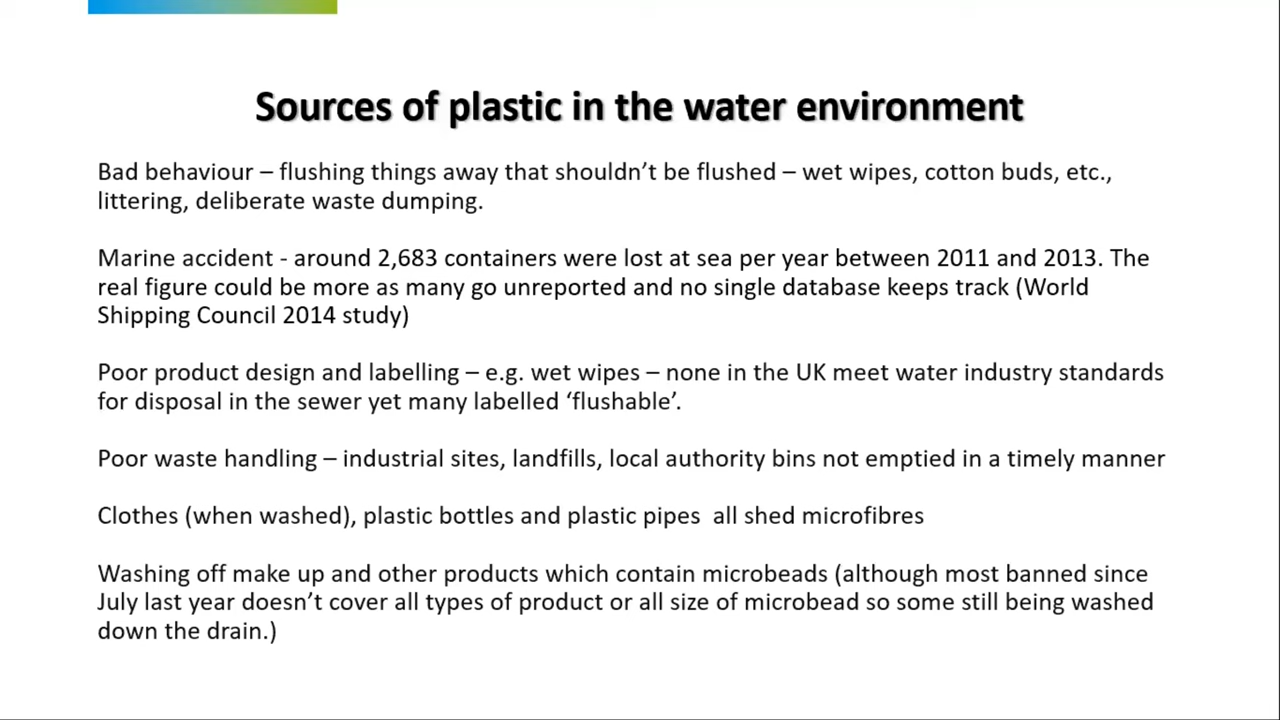 Sources of plastic in the water environment
Bad behaviour – flushing things away that shouldn’t be flushed – wet wipes, cotton buds, etc.,
littering, deliberate waste dumping.
Marine accident - around 2,683 containers were lost at sea per year between 2011 and 2013. The
real figure could be more as many go unreported and no single database keeps track (World
Shipping Council 2014 study)
Poor product design and labelling – e.g. wet wipes – none in the UK meet water industry standards
for disposal in the sewer yet many labelled ‘flushable’.
Poor waste handling – industrial sites, landfills, local authority bins not emptied in a timely manner
Clothes (when washed), plastic bottles and plastic pipes  all shed microfibres
Washing off make up and other products which contain microbeads (although most banned since
July last year doesn’t cover all types of product or all size of microbead so some still being washed
down the drain.)